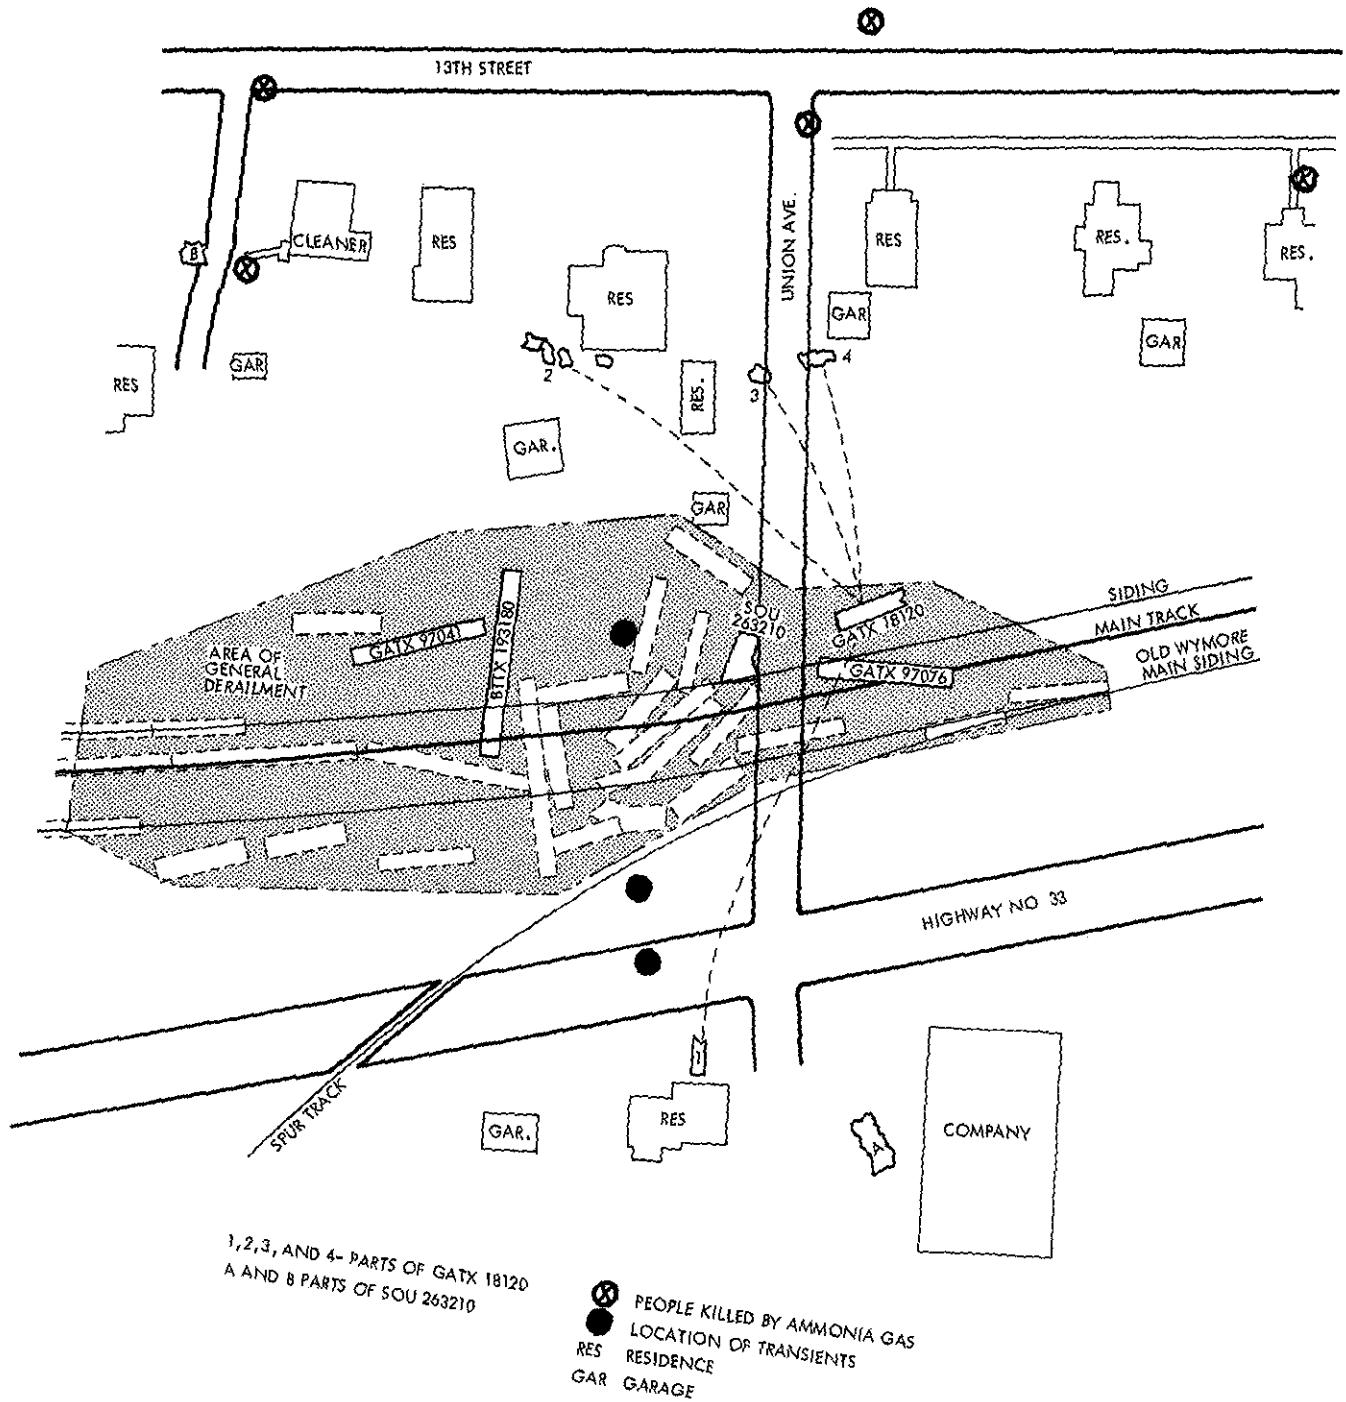 13TH STREET
UNION AVE.
B
CLEANER
RES
RES
RES
RES.
RES.
GAR
GAR
4
2
3
GAR
RES
RES.
GAR.
GAR
SIDING
MAIN TRACK
OLD WYMORE
MAIN SIDING
SOU
263210
GATX 18120
GATX 97041
BTTX 193180
GATX 97076
AREA OF
GENERAL
DERAILMENT
HIGHWAY NO 33
1
SPUR TRACK
GAR.
RES
A
COMPANY
1,2,3, AND 4- PARTS OF GATX 18120
A AND B PARTS OF SOU 263210
X PEOPLE KILLED BY AMMONIA GAS
LOCATION OF TRANSIENTS
RES RESIDENCE
GAR GARAGE